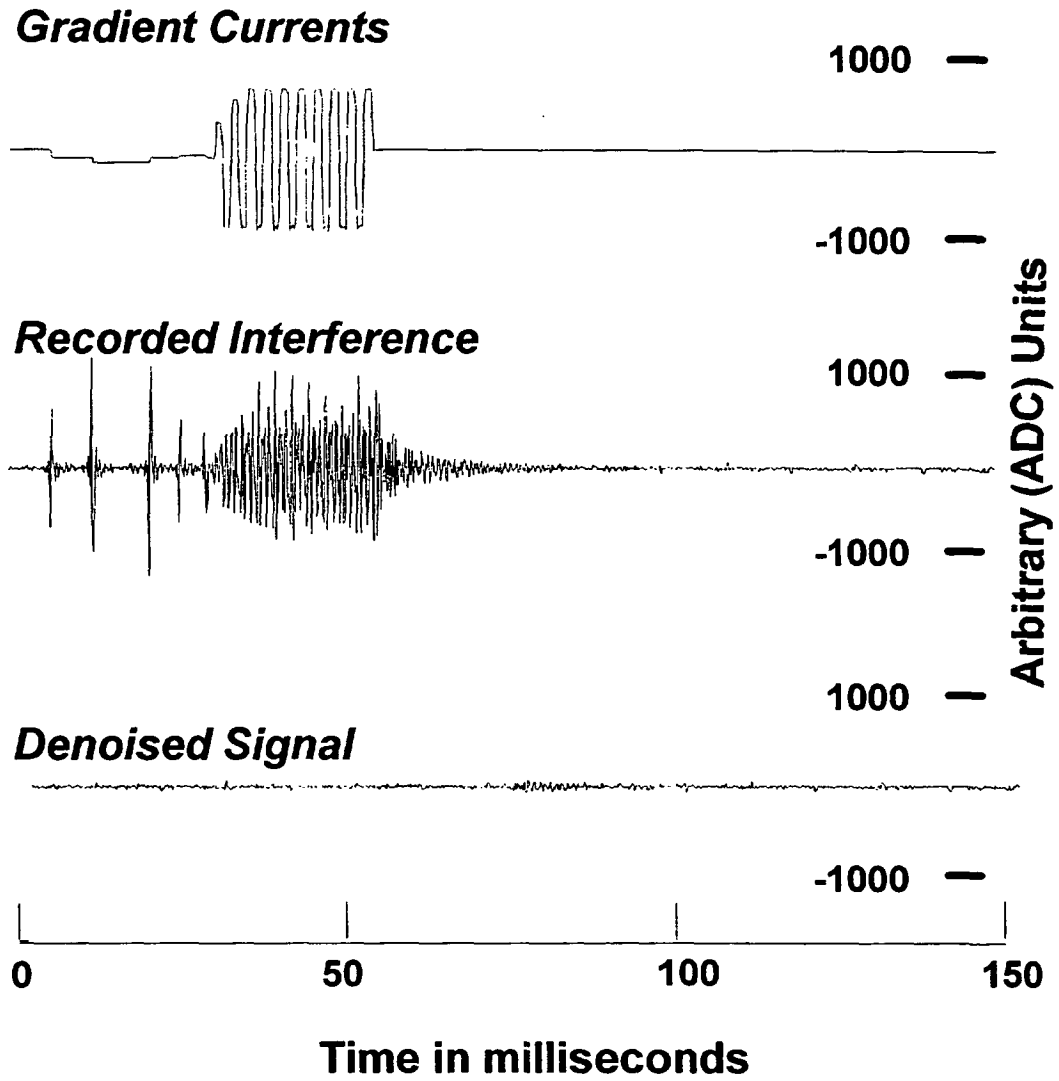 Gradient Currents
1000
-1000
Recorded Interference
1000
-1000
Arbitrary (ADC) Units
1000
Denoised Signal
-1000
0 50 100 150
Time in milliseconds